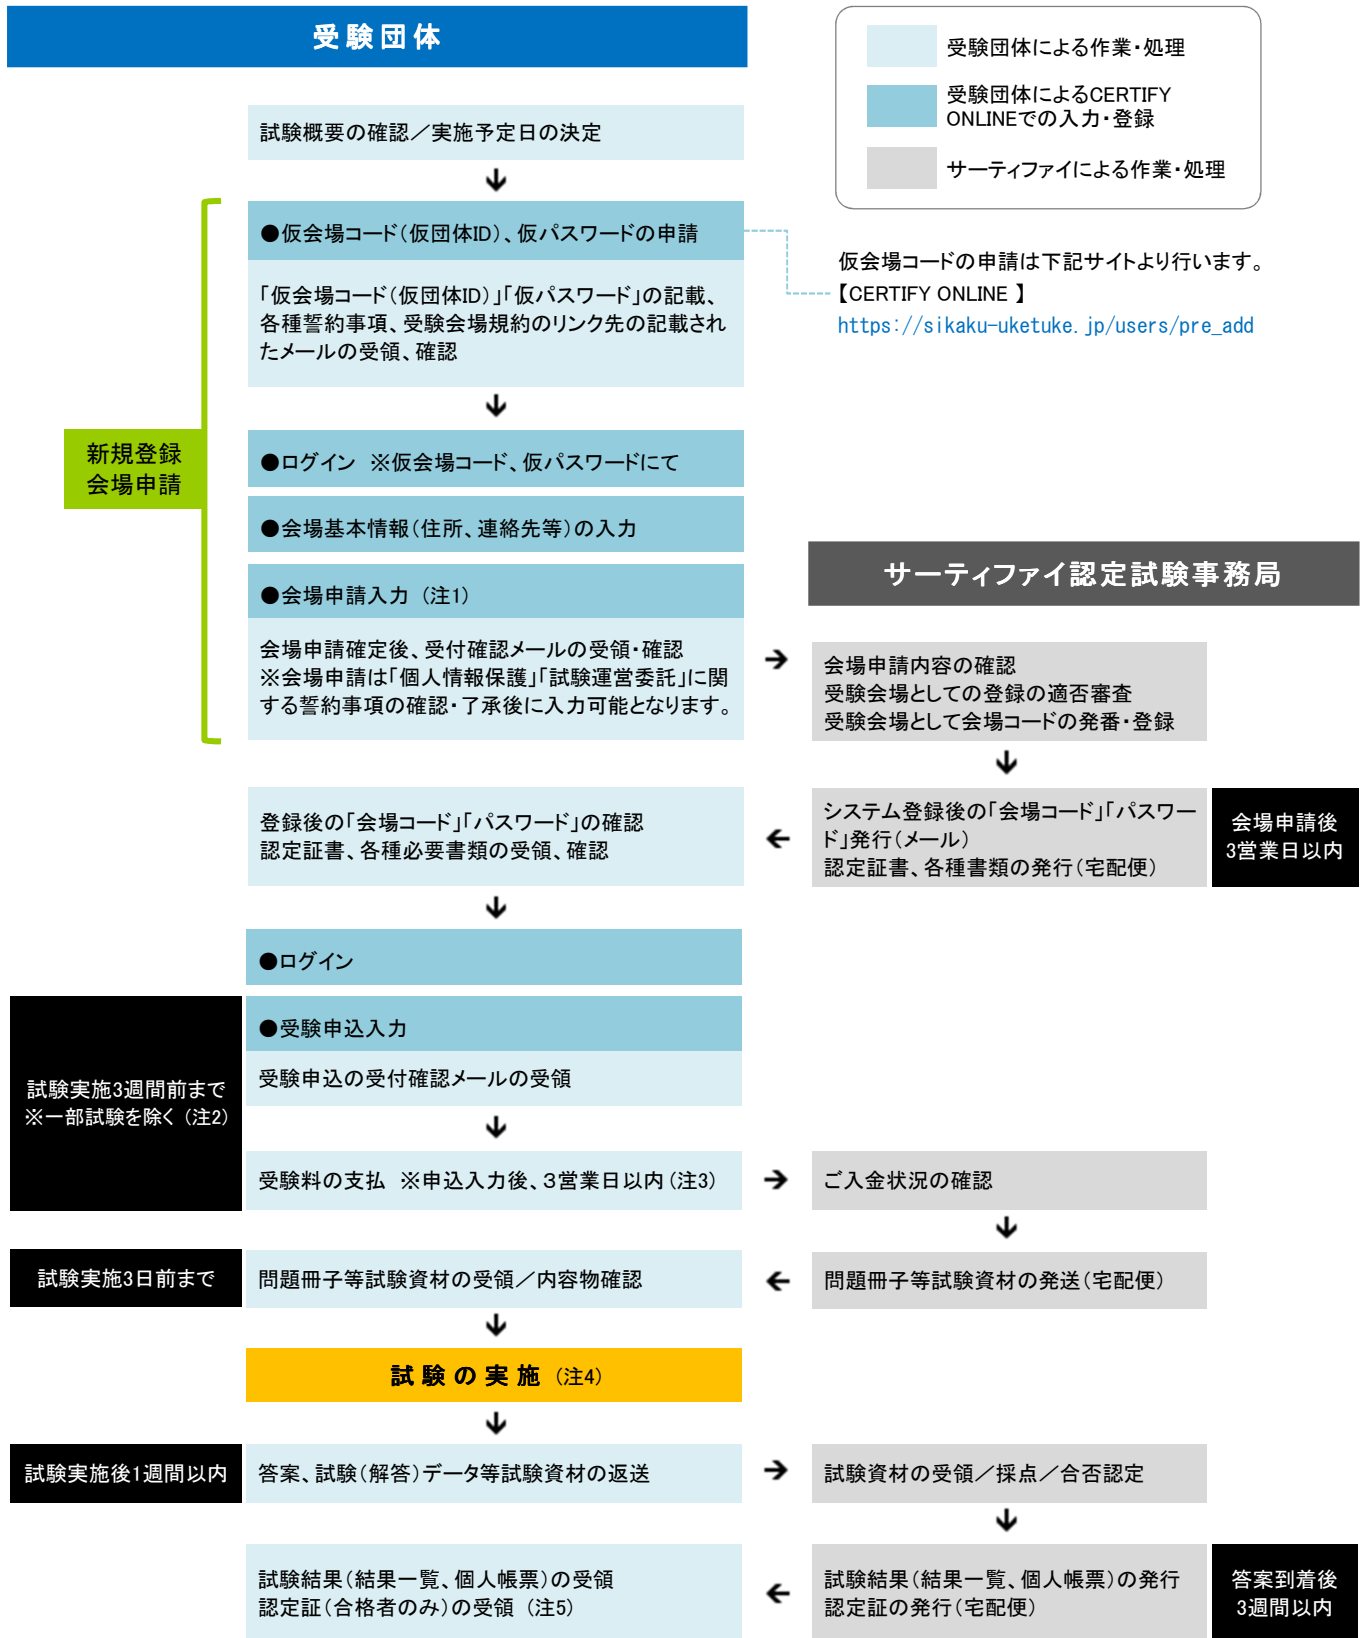 受験団体
受験団体による作業・処理
受験団体によるCERTIFY
ONLINEでの入力・登録
サーティファイによる作業・処理
試験概要の確認／実施予定日の決定
●仮会場コード（仮団体ID）、仮パスワードの申請
「仮会場コード（仮団体ID）」「仮パスワード」の記載、
各種誓約事項、受験会場規約のリンク先の記載され
たメールの受領、確認
仮会場コードの申請は下記サイトより行います。
【CERTIFY ONLINE 】
https://sikaku-uketuke.jp/users/pre_add
新規登録
会場申請
●ログイン ※仮会場コード、仮パスワードにて
●会場基本情報（住所、連絡先等）の入力
●会場申請入力 （注1）
会場申請確定後、受付確認メールの受領・確認
※会場申請は「個人情報保護」「試験運営委託」に関
する誓約事項の確認・了承後に入力可能となります。
サーティファイ認定試験事務局
会場申請内容の確認
受験会場としての登録の適否審査
受験会場として会場コードの発番・登録
登録後の「会場コード」「パスワード」の確認
認定証書、各種必要書類の受領、確認
システム登録後の「会場コード」「パスワー
ド」発行（メール）
認定証書、各種書類の発行（宅配便）
会場申請後
3営業日以内
●ログイン
試験実施3週間前まで
※一部試験を除く （注2）
●受験申込入力
受験申込の受付確認メールの受領
受験料の支払 ※申込入力後、３営業日以内（注3）
ご入金状況の確認
試験実施3日前まで
問題冊子等試験資材の受領／内容物確認
問題冊子等試験資材の発送（宅配便）
試験の実施 （注4）
試験実施後1週間以内
答案、試験（解答）データ等試験資材の返送
試験資材の受領／採点／合否認定
試験結果（結果一覧、個人帳票）の受領
認定証（合格者のみ）の受領 （注5）
試験結果（結果一覧、個人帳票）の発行
認定証の発行（宅配便）
答案到着後
3週間以内